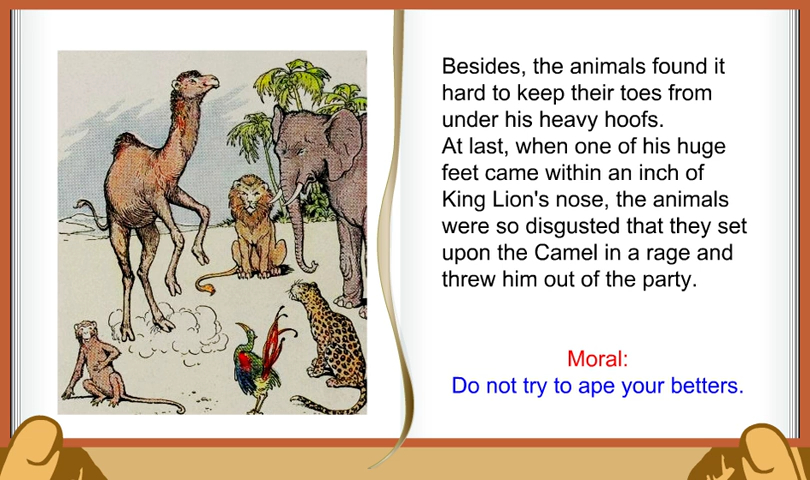 Besides, the animals found it
hard to keep their toes from
under his heavy hoofs.
At last, when one of his huge
feet came within an inch of
King Lion's nose, the animals
were so disgusted that they set
upon the Camel in a rage and
threw him out of the party.
Moral:
Do not try to ape your betters.